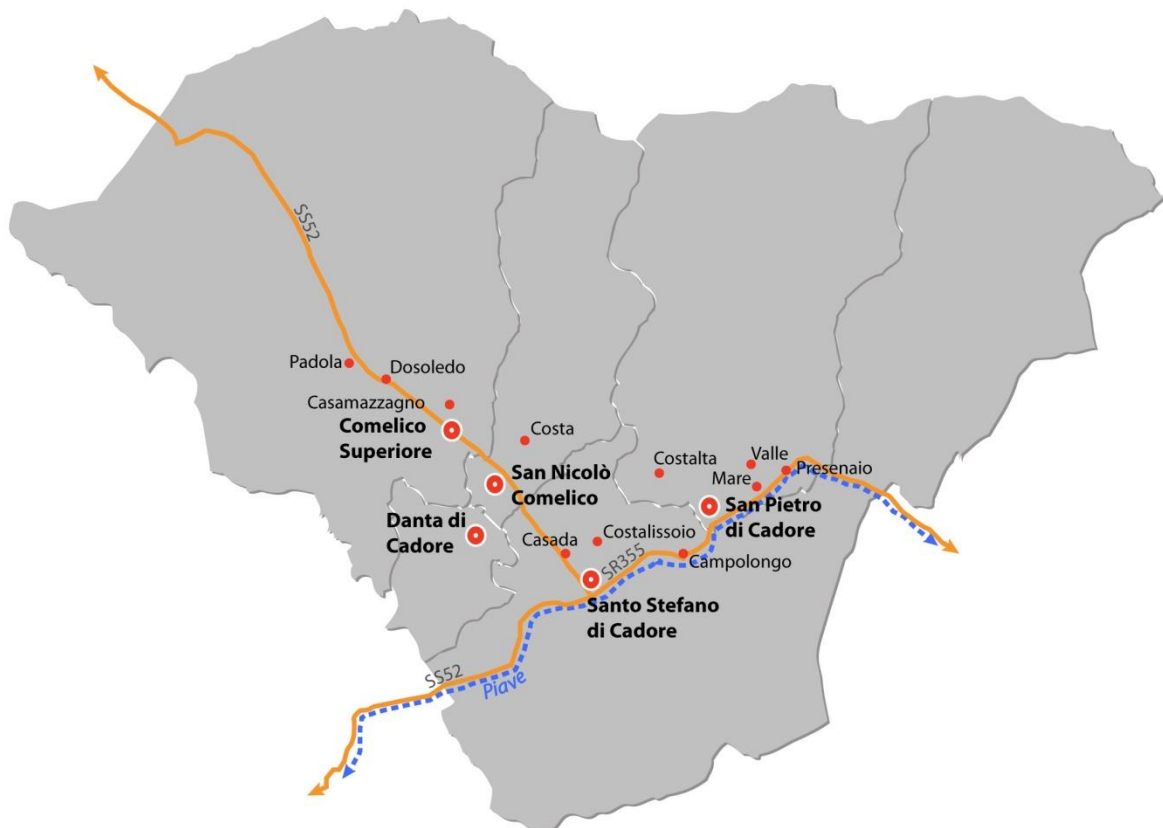 SS52
Padola
Dosoledo
Casamazzagno
Comelico
Superiore
Costa
San Nicolò
Comelico
Danta di
Cadore
Costalta
Valle
Mare
Presenaio
San Pietro
di Cadore
Casada
Costalissoio
SR355
Campolongo
Santo Stefano
di Cadore
SS52
Piave